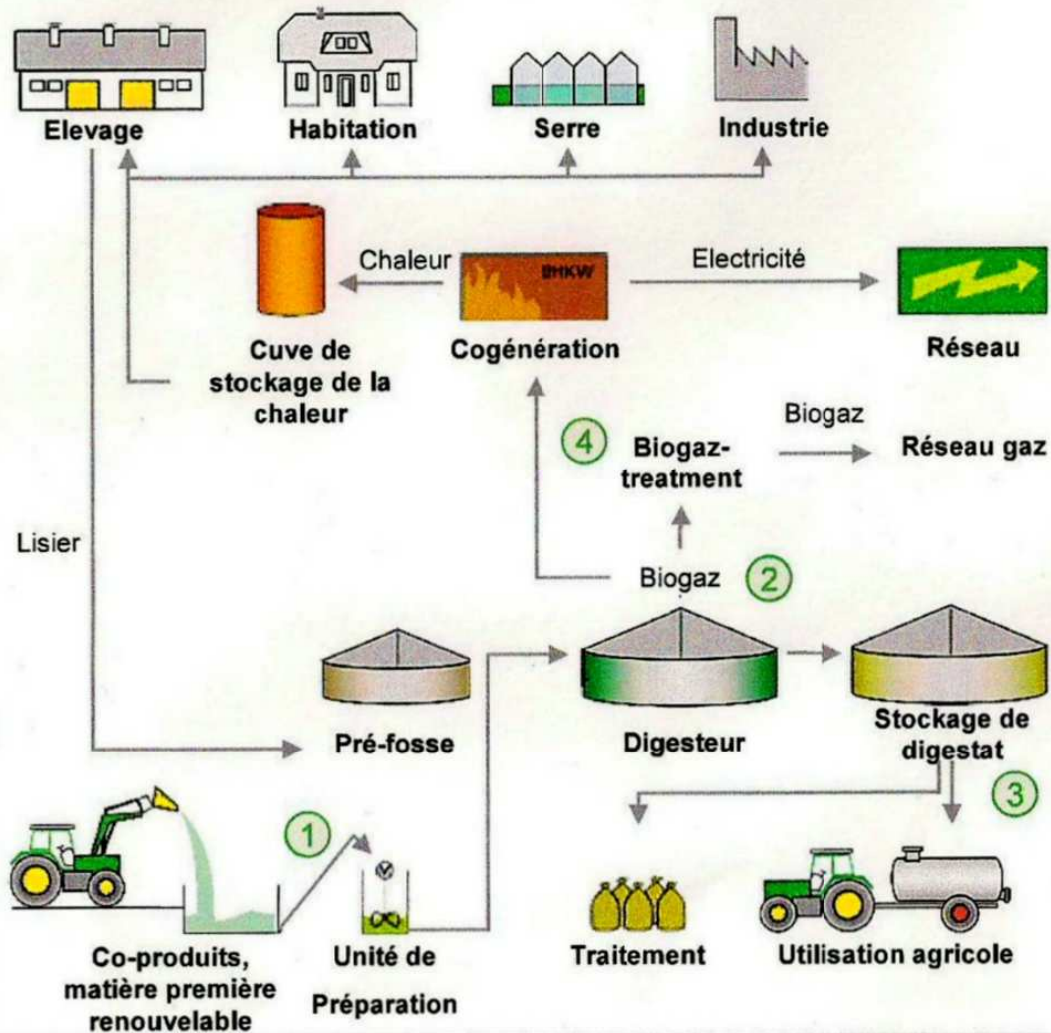 Elevage
Habitation
Serre
Industrie
Chaleur
BHKW
Electricité
Cuve de
stockage de la
chaleur
Cogénération
Réseau
4
Biogaz-
treatment
Biogaz
Réseau gaz
Lisier
Biogaz
2
Pré-fosse
Digesteur
Stockage de
digestat
3
1
Co-produits,
matière première
renouvelable
Unité de
Préparation
Traitement
Utilisation agricole